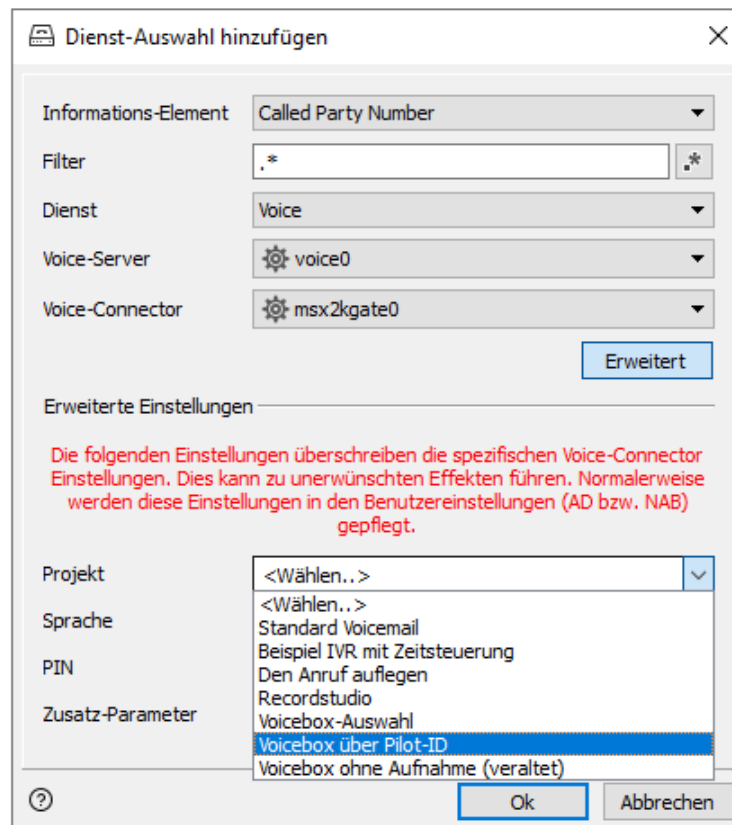 Dienst-Auswahl hinzufügen
Informations-Element Called Party Number
Filter .* .*
Dienst Voice
Voice-Server voice0
Voice-Connector msx2kgate0
Erweitert
Erweiterte Einstellungen
Die folgenden Einstellungen überschreiben die spezifischen Voice-Connector
Einstellungen. Dies kann zu unerwünschten Effekten führen. Normalerweise
werden diese Einstellungen in den Benutzereinstellungen (AD bzw. NAB)
gepflegt.
Projekt <Wählen..>
<Wählen..>
Sprache Standard Voicemail
Beispiel IVR mit Zeitsteuerung
PIN Den Anruf auflegen
Recordstudio
Zusatz-Parameter Voicebox-Auswahl
Voicebox über Pilot-ID
Voicebox ohne Aufnahme (veraltet)
? Ok Abbrechen